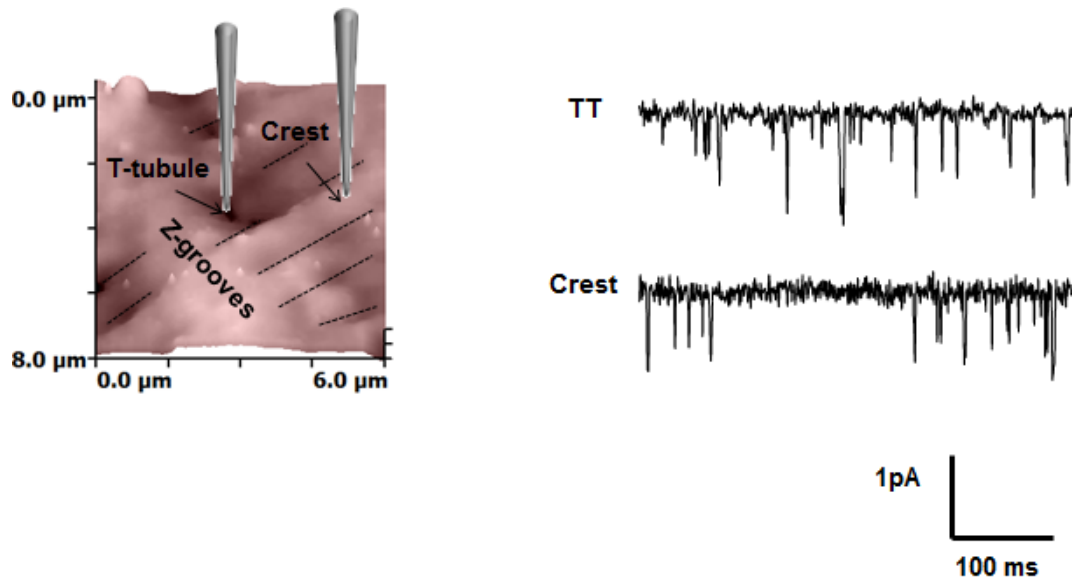 0.0 µm
Crest
T-tubule
Z-grooves
8.0 µm
0.0 µm
6.0 µm
TT
Crest
1pA
100 ms